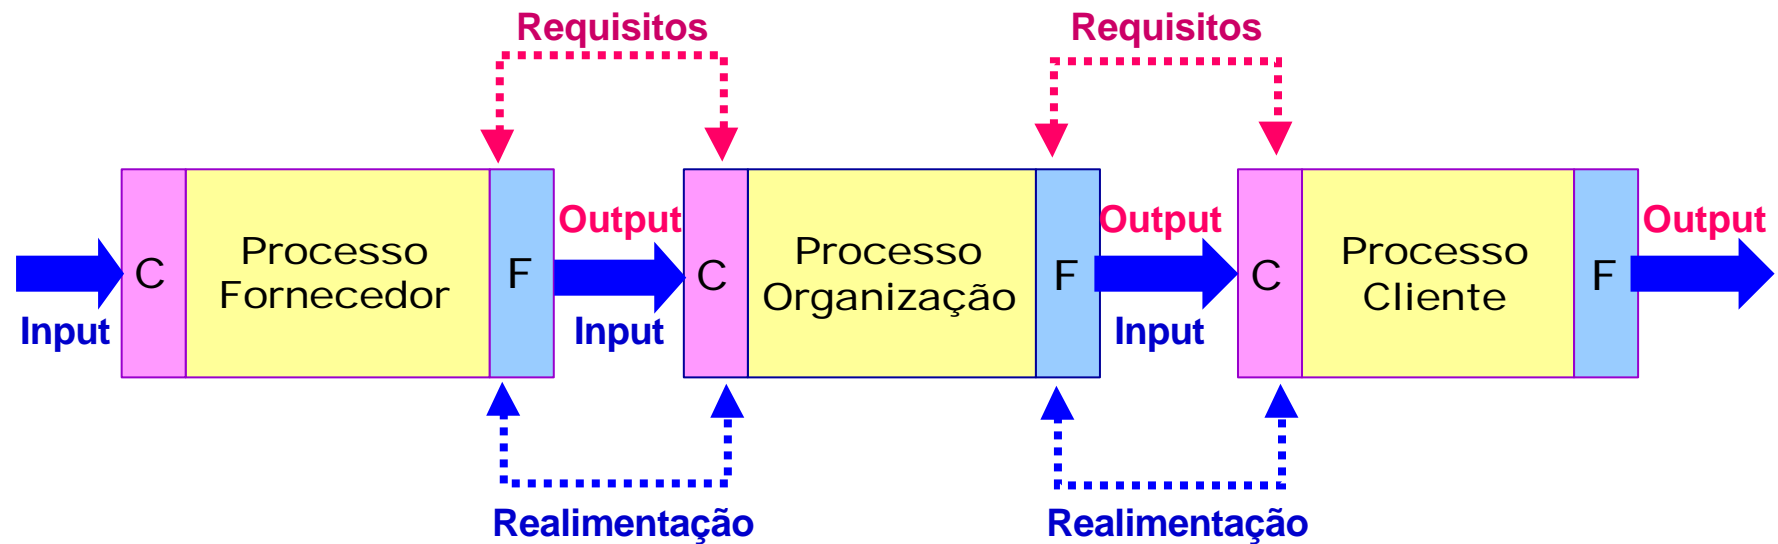 Requisitos
Requisitos
Output
Output
Output
C
Processo
Fornecedor
F
C
Processo
Organização
F
C
Processo
Cliente
F
Input
Input
Input
Realimentação
Realimentação